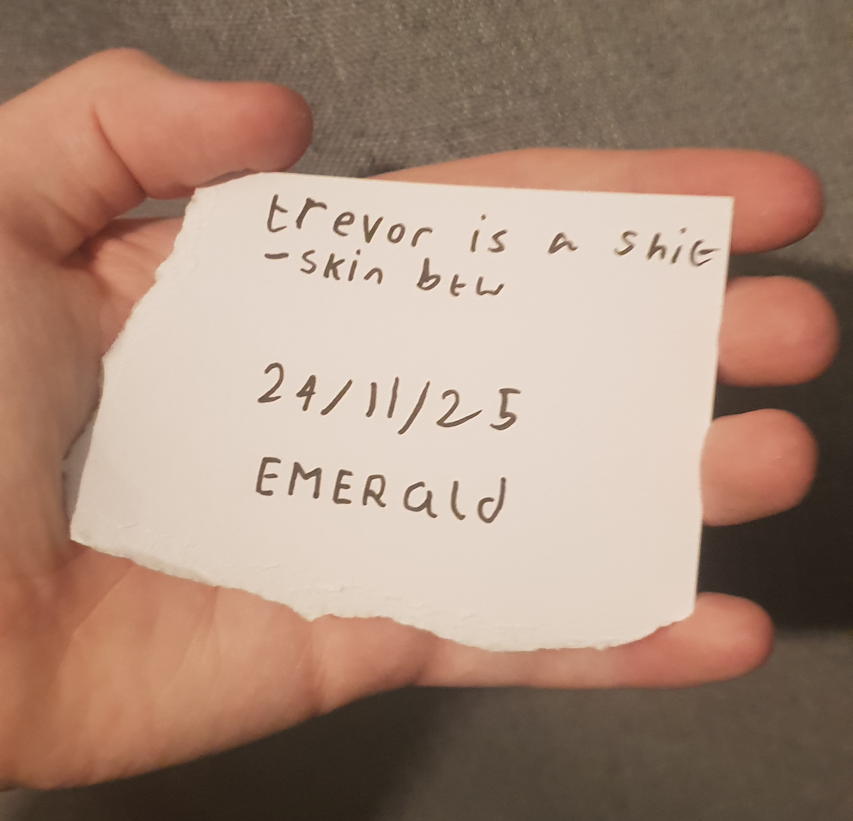 trevor is a shit
-skin btw
24/11/25
EMERald